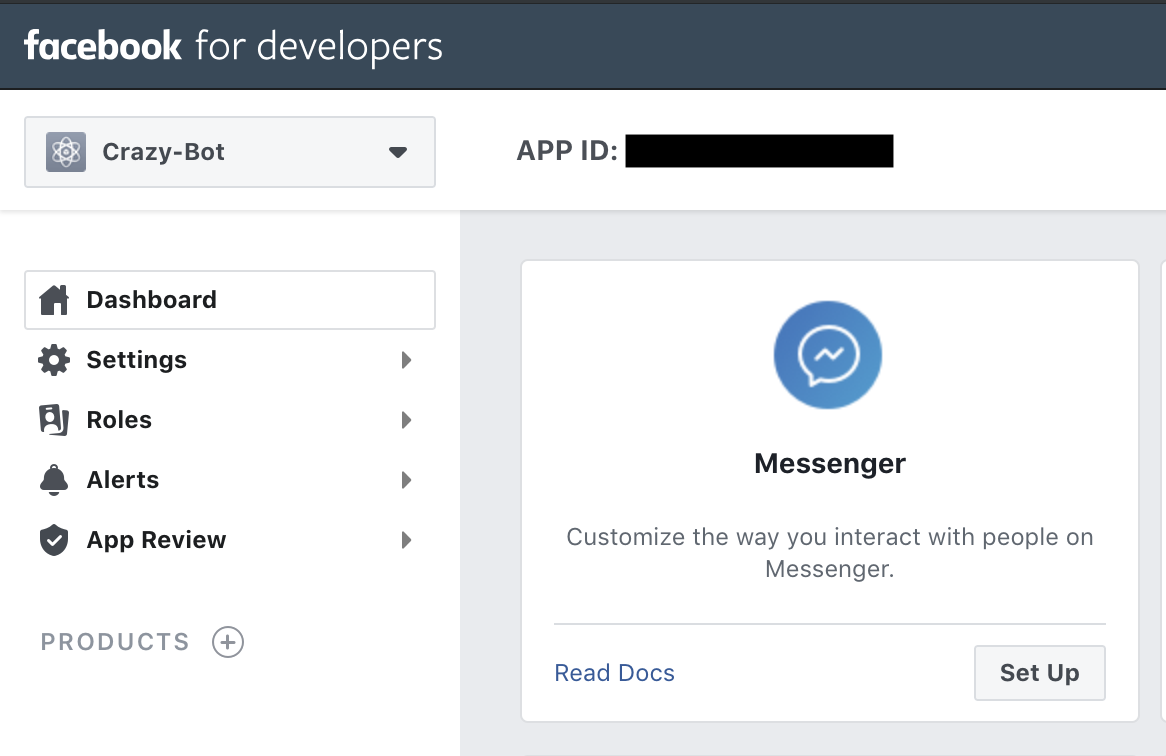 facebook for developers
Crazy-Bot
APP ID:
Dashboard
Settings
Roles
Alerts
App Review
PRODUCTS
Messenger
Customize the way you interact with people on
Messenger.
Read Docs
Set Up